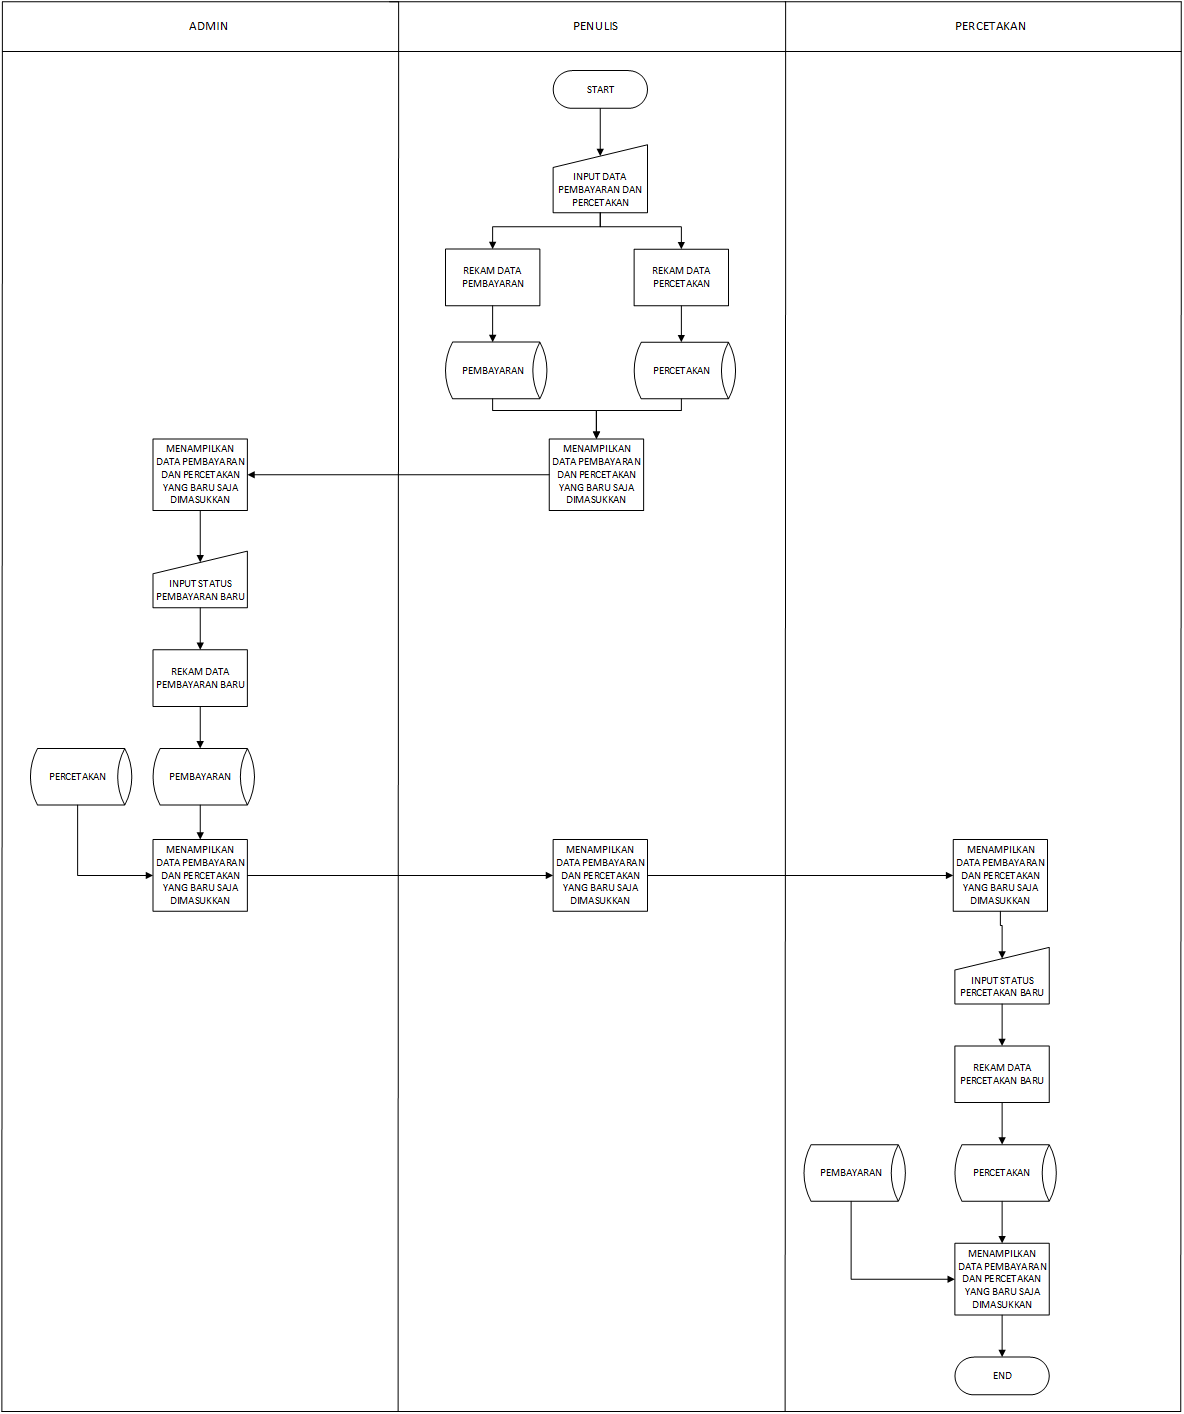 ADMIN
PENULIS
PERCETAKAN
START
INPUT DATA
PEMBAYARAN DAN
PERCETAKAN
REKAM DATA
PEMBAYARAN
REKAM DATA
PERCETAKAN
PEMBAYARAN
PERCETAKAN
MENAMPILKAN
DATA PEMBAYARAN
DAN PERCETAKAN
YANG BARU SAJA
DIMASUKKAN
MENAMPILKAN
DATA PEMBAYARAN
DAN PERCETAKAN
YANG BARU SAJA
DIMASUKKAN
INPUT STATUS
PEMBAYARAN BARU
REKAM DATA
PEMBAYARAN BARU
PERCETAKAN
PEMBAYARAN
MENAMPILKAN
DATA PEMBAYARAN
DAN PERCETAKAN
YANG BARU SAJA
DIMASUKKAN
MENAMPILKAN
DATA PEMBAYARAN
DAN PERCETAKAN
YANG BARU SAJA
DIMASUKKAN
MENAMPILKAN
DATA PEMBAYARAN
DAN PERCETAKAN
YANG BARU SAJA
DIMASUKKAN
INPUT STATUS
PERCETAKAN BARU
REKAM DATA
PERCETAKAN BARU
PEMBAYARAN
PERCETAKAN
MENAMPILKAN
DATA PEMBAYARAN
DAN PERCETAKAN
YANG BARU SAJA
DIMASUKKAN
END